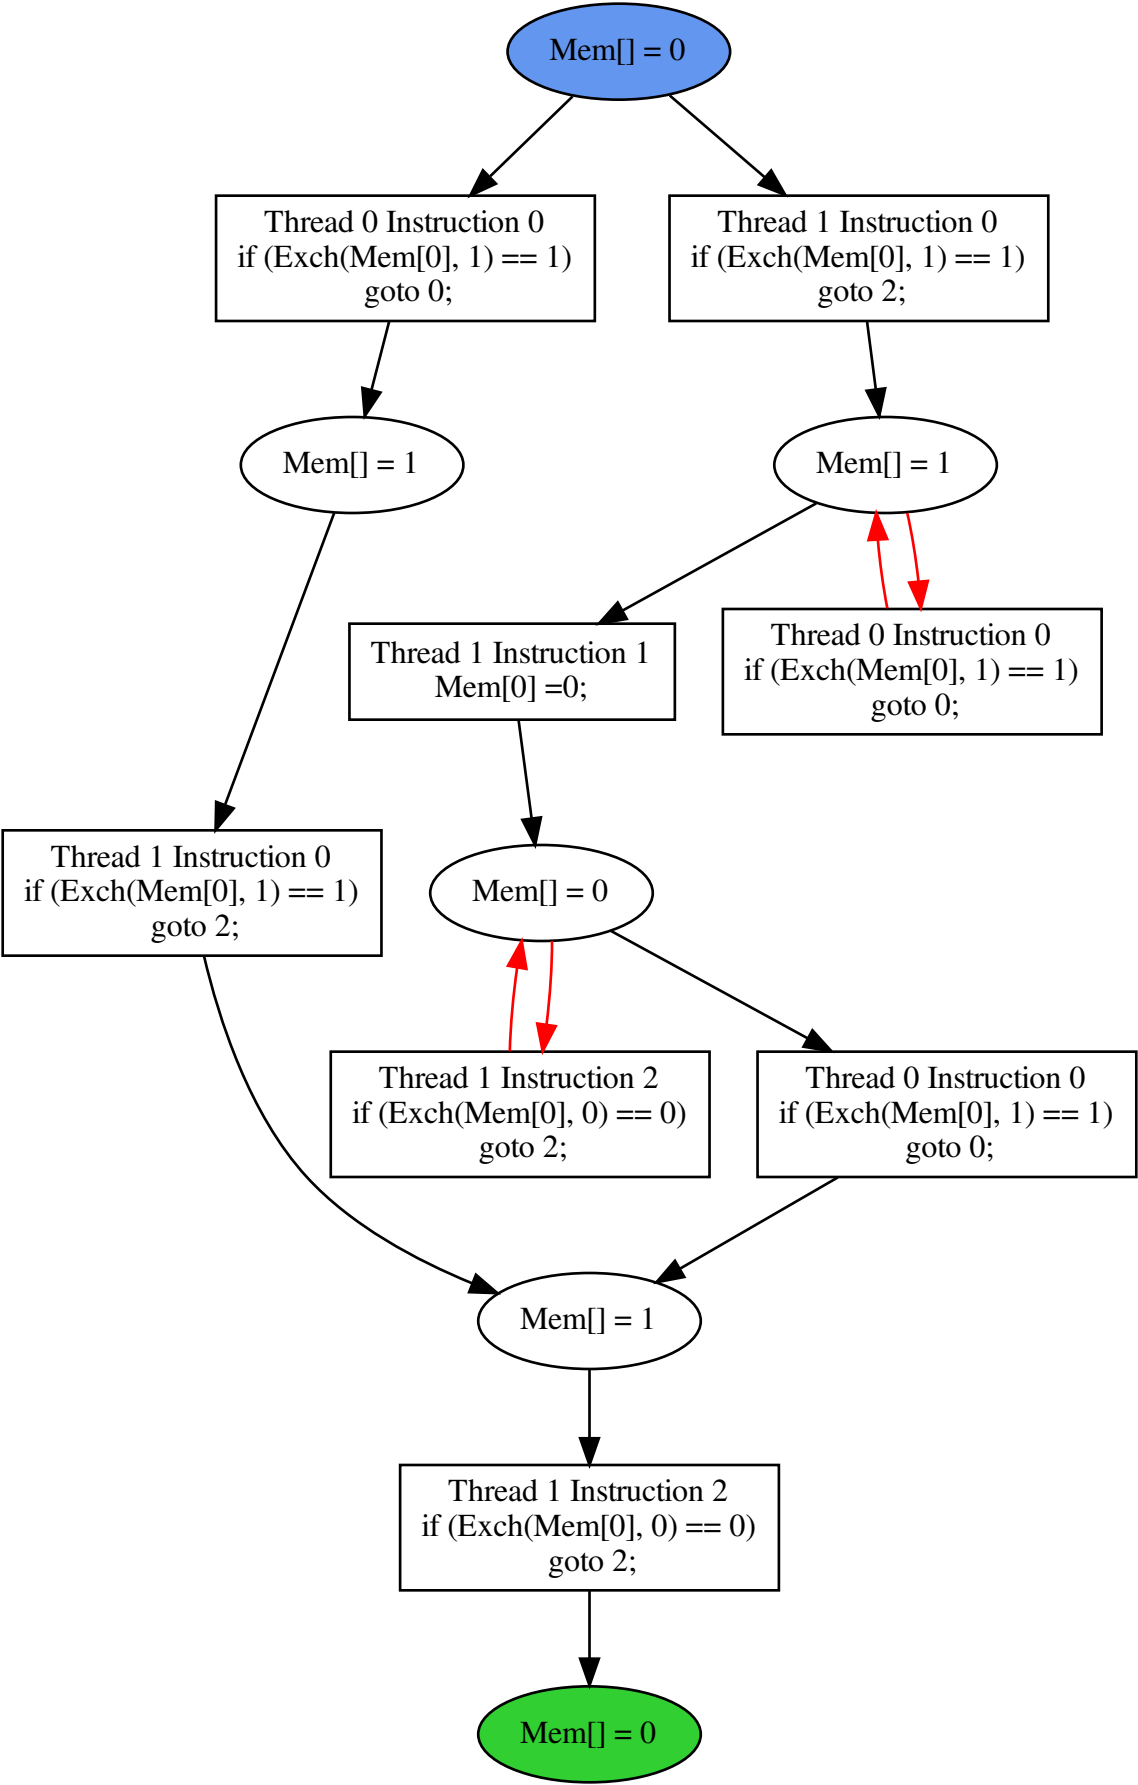 Mem[] = 0
Thread 0 Instruction 0
if (Exch(Mem[0], 1) == 1)
goto 0;
Thread 1 Instruction 0
if (Exch(Mem[0], 1) == 1)
goto 2;
Mem[] = 1
Mem[] = 1
Thread 1 Instruction 1
Mem[0] =0;
Thread 0 Instruction 0
if (Exch(Mem[0], 1) == 1)
goto 0;
Thread 1 Instruction 0
if (Exch(Mem[0], 1) == 1)
goto 2;
Mem[] = 0
Thread 1 Instruction 2
if (Exch(Mem[0], 0) == 0)
goto 2;
Thread 0 Instruction 0
if (Exch(Mem[0], 1) == 1)
goto 0;
Mem[] = 1
Thread 1 Instruction 2
if (Exch(Mem[0], 0) == 0)
goto 2;
Mem[] = 0